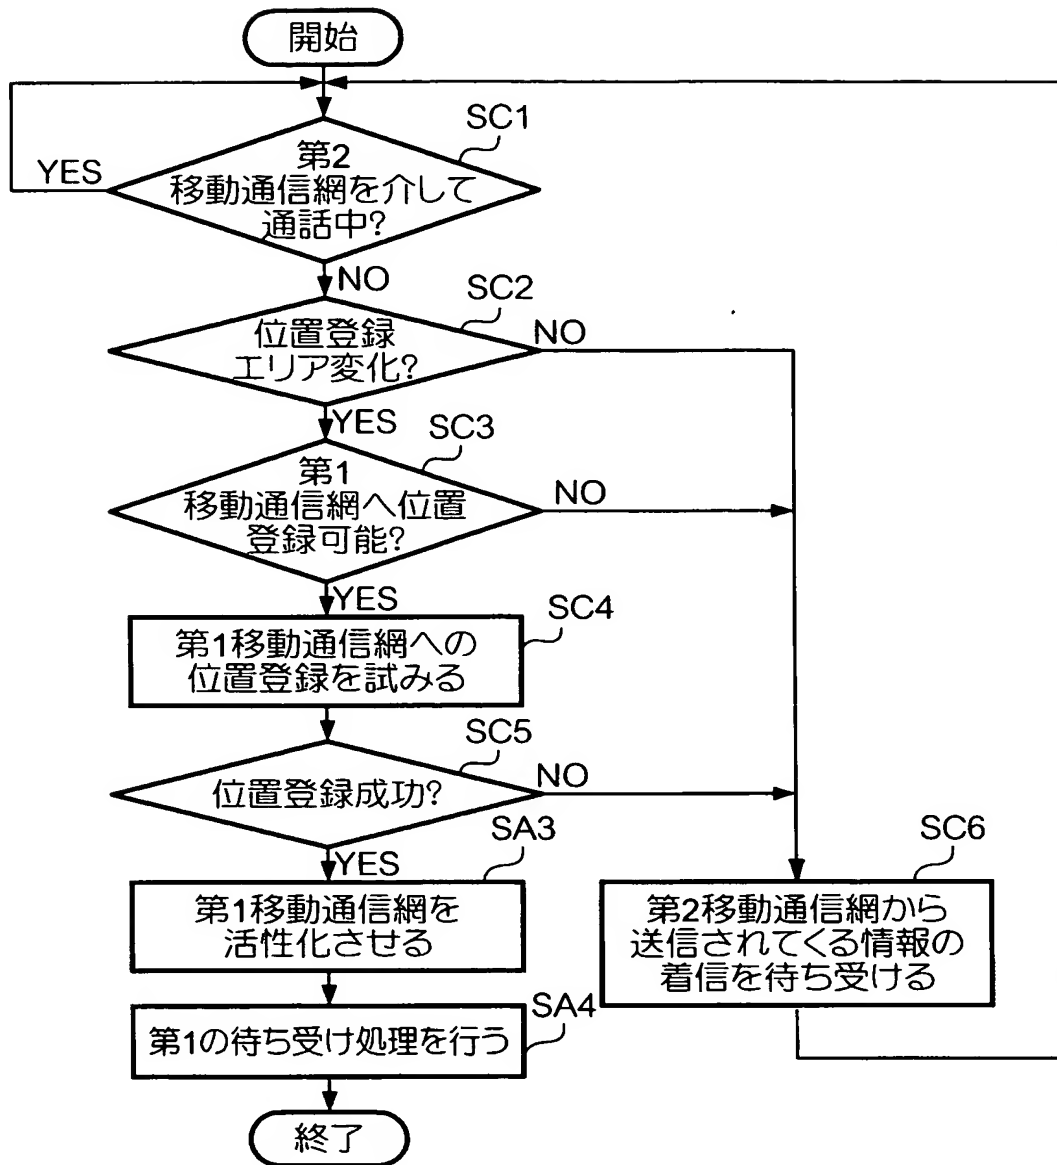 開始
SC1
YES
第2
移動通信網を介して
通話中?
NO
SC2
位置登録
エリア変化?
NO
YES
SC3
第1
移動通信網へ位置
登録可能?
NO
YES
SC4
第1移動通信網への
位置登録を試みる
SC5
位置登録成功?
NO
YES
SA3
第1移動通信網を
活性化させる
SC6
第2移動通信網から
送信されてくる情報の
着信を待ち受ける
SA4
第1の待ち受け処理を行う
終了